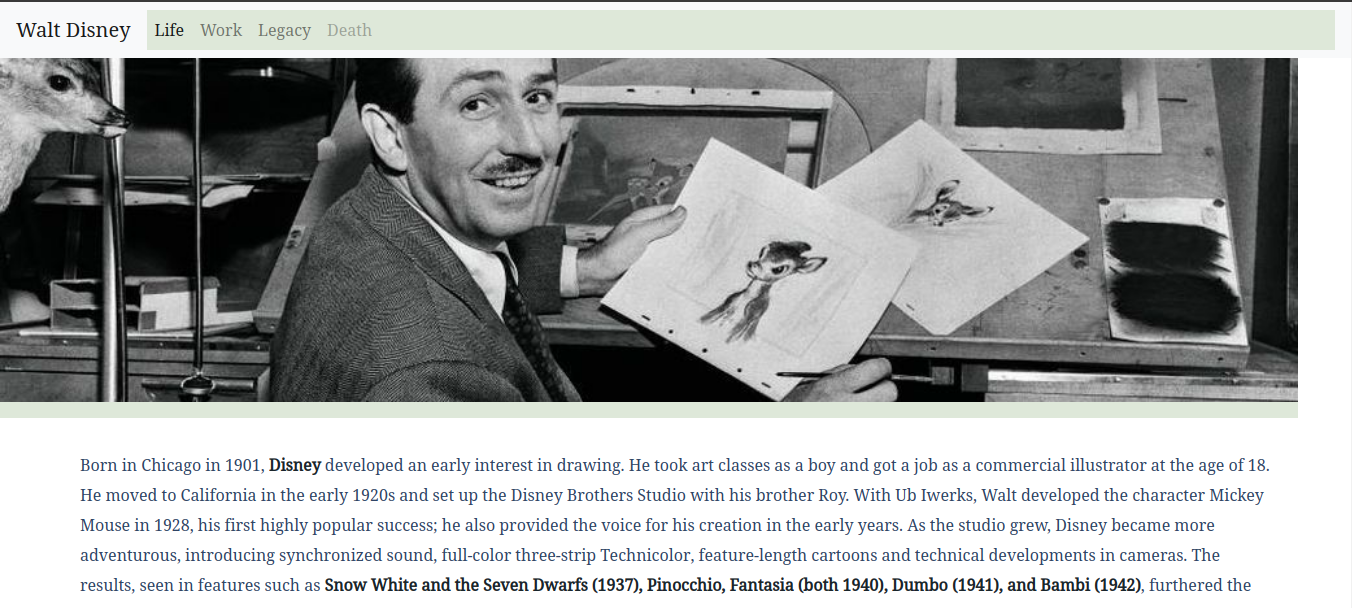 Walt Disney Life Work Legacy Death
Born in Chicago in 1901, Disney developed an early interest in drawing. He took art classes as a boy and got a job as a commercial illustrator at the age of 18.
He moved to California in the early 1920s and set up the Disney Brothers Studio with his brother Roy. With Ub Iwerks, Walt developed the character Mickey
Mouse in 1928, his first highly popular success; he also provided the voice for his creation in the early years. As the studio grew, Disney became more
adventurous, introducing synchronized sound, full-color three-strip Technicolor, feature-length cartoons and technical developments in cameras. The
results, seen in features such as Snow White and the Seven Dwarfs (1937), Pinocchio, Fantasia (both 1940), Dumbo (1941), and Bambi (1942), furthered the